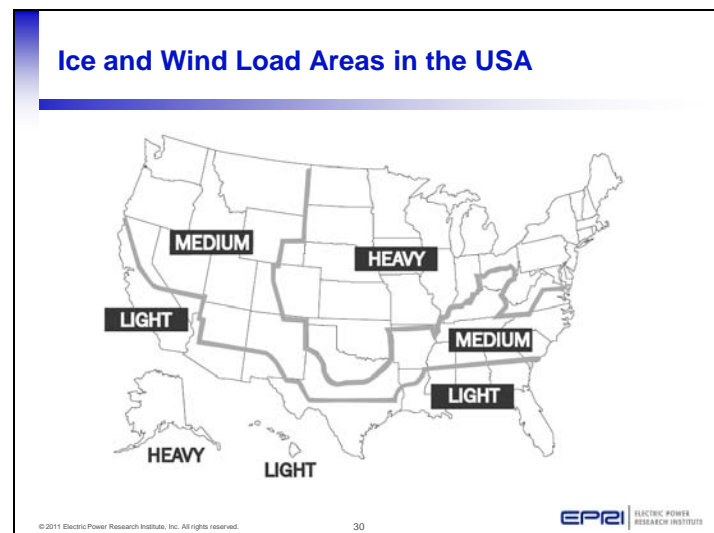 Ice and Wind Load Areas in the USA
MEDIUM
HEAVY
LIGHT
MEDIUM
LIGHT
HEAVY
LIGHT
© 2011 Electric Power Research Institute, Inc. All rights reserved.
30
EPRI
ELECTRIC POWER
RESEARCH INSTITUTE